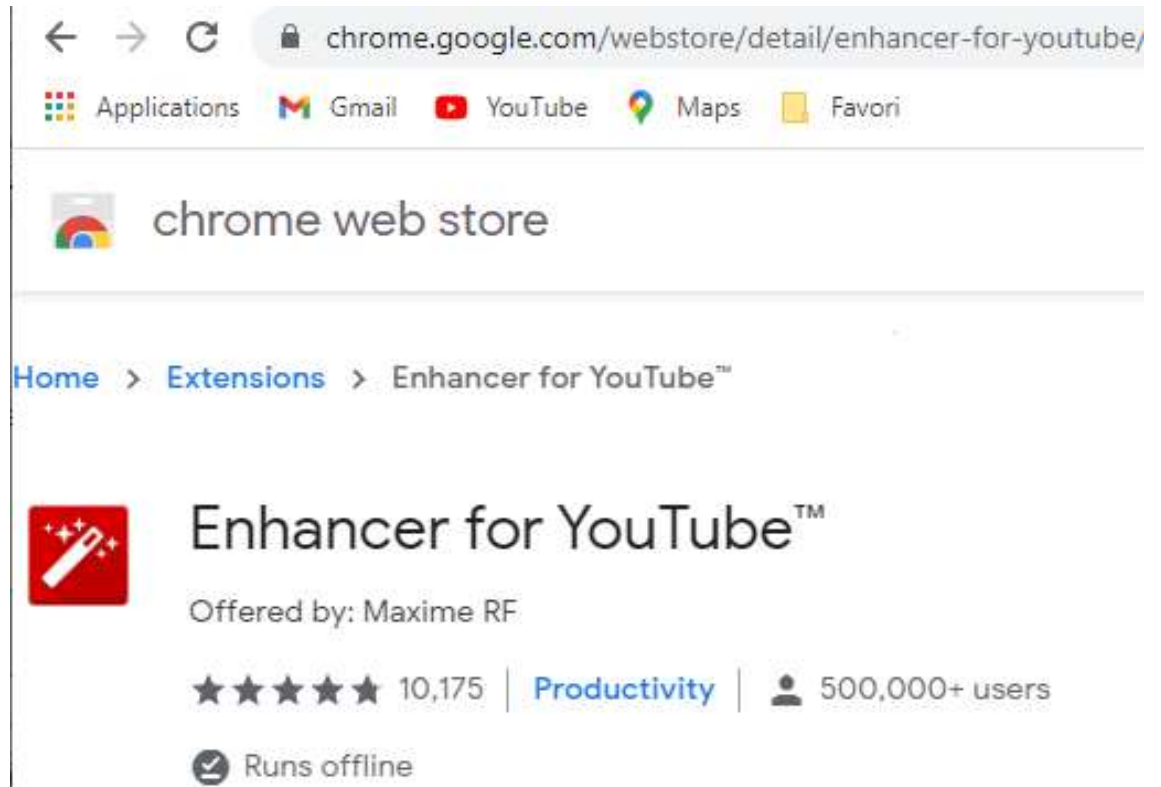 chrome.google.com/webstore/detail/enhancer-for-youtube/
Applications Gmail YouTube Maps Favori
chrome web store
Home > Extensions > Enhancer for YouTube™
Enhancer for YouTube™
Offered by: Maxime RF
10,175 | Productivity | 500,000+ users
Runs offline